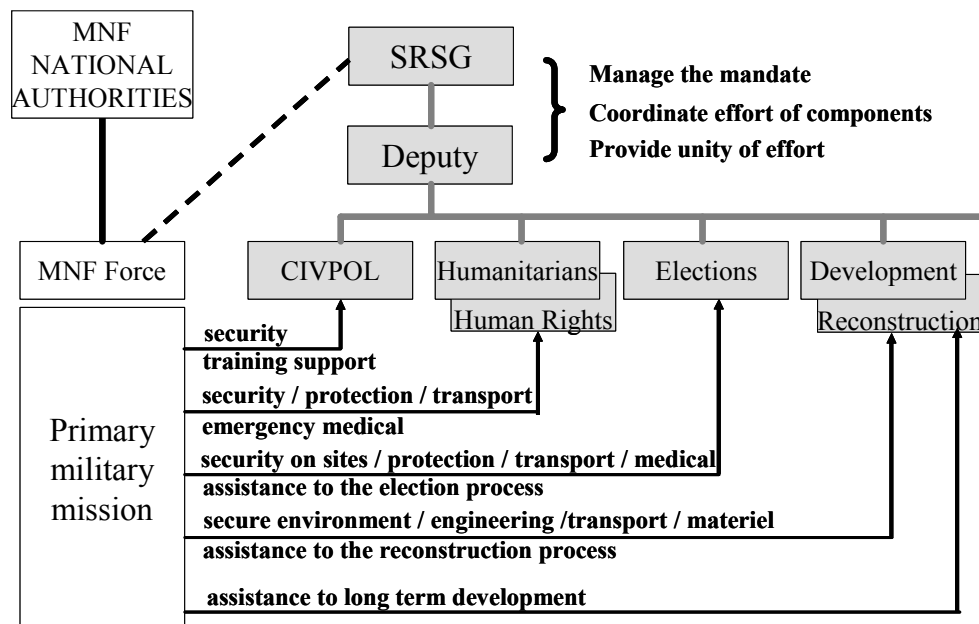 MNF
NATIONAL
AUTHORITIES
SRSG
Manage the mandate
Coordinate effort of components
Provide unity of effort
Deputy
MNF Force
CIVPOL
Humanitarians
Human Rights
Elections
Development
Reconstruction
Primary
military
mission
security
training support
security / protection / transport
emergency medical
security on sites / protection / transport / medical
assistance to the election process
secure environment / engineering /transport / materiel
assistance to the reconstruction process
assistance to long term development